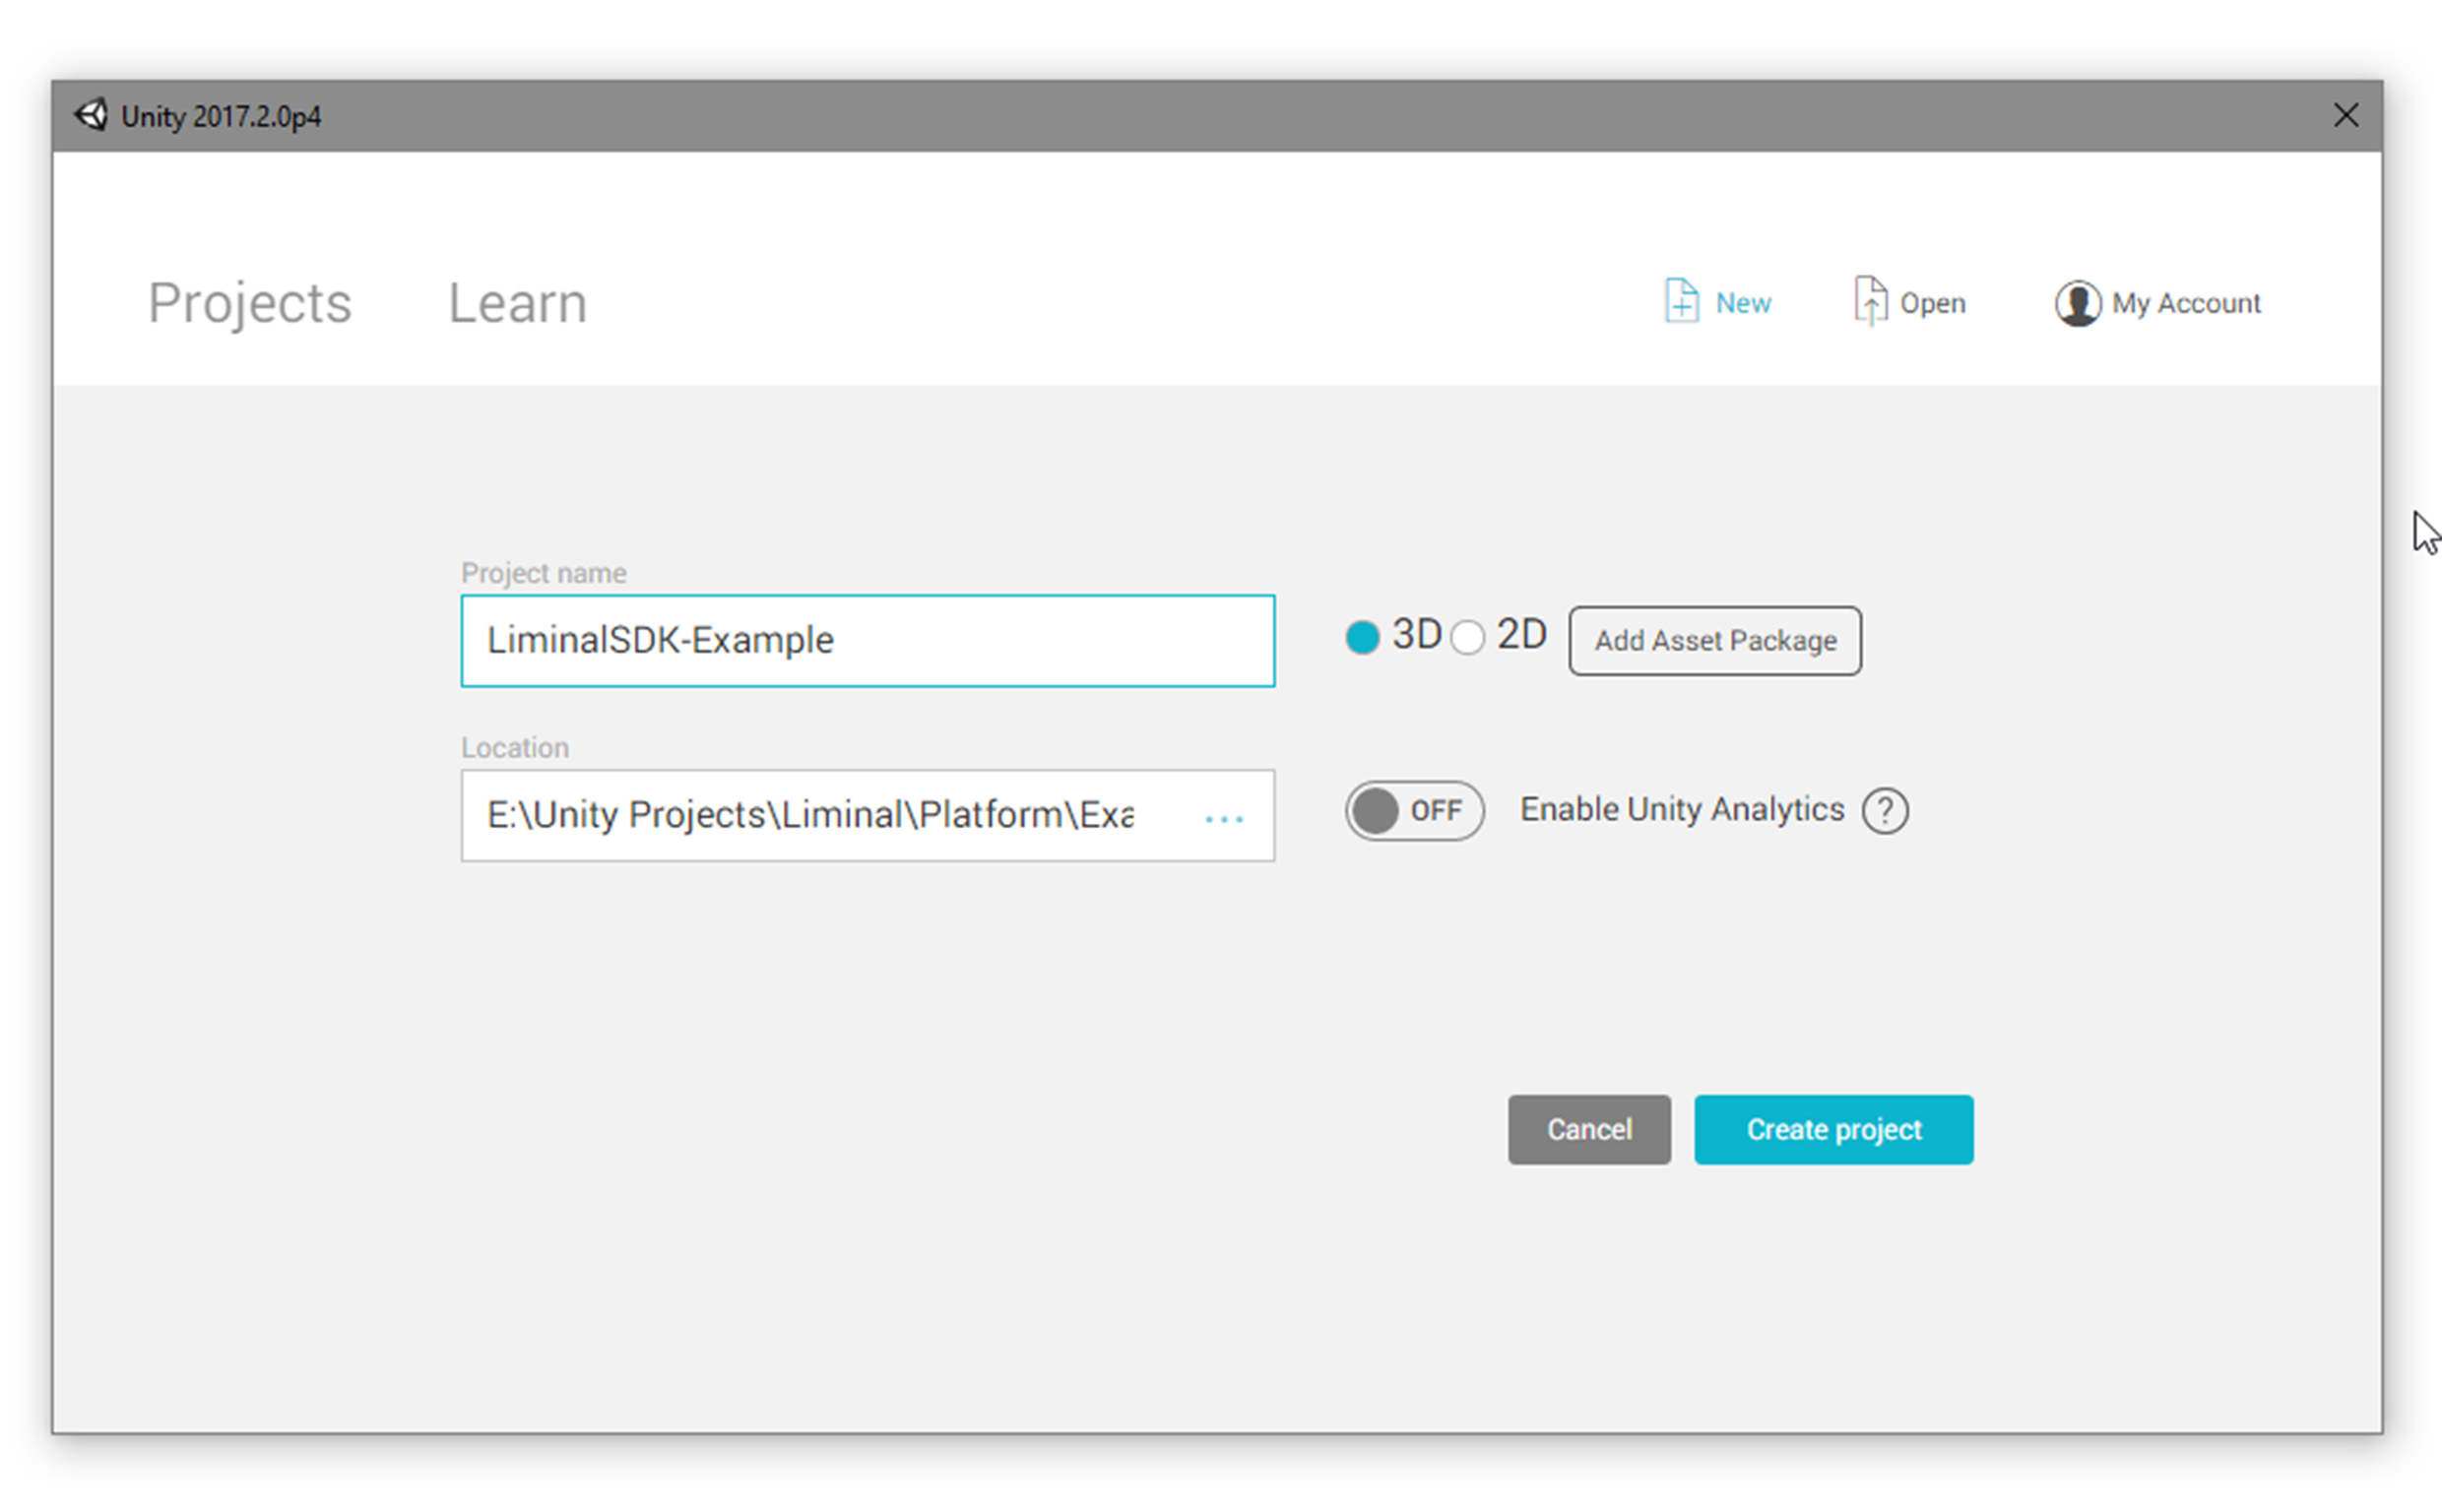 Unity 2017.2.0p4
Projects Learn New Open My Account
Project name
LiminalSDK-Example 3D 2D Add Asset Package
Location
E:\Unity Projects\Liminal\Platform\Exa ... OFF Enable Unity Analytics ?
Cancel Create project